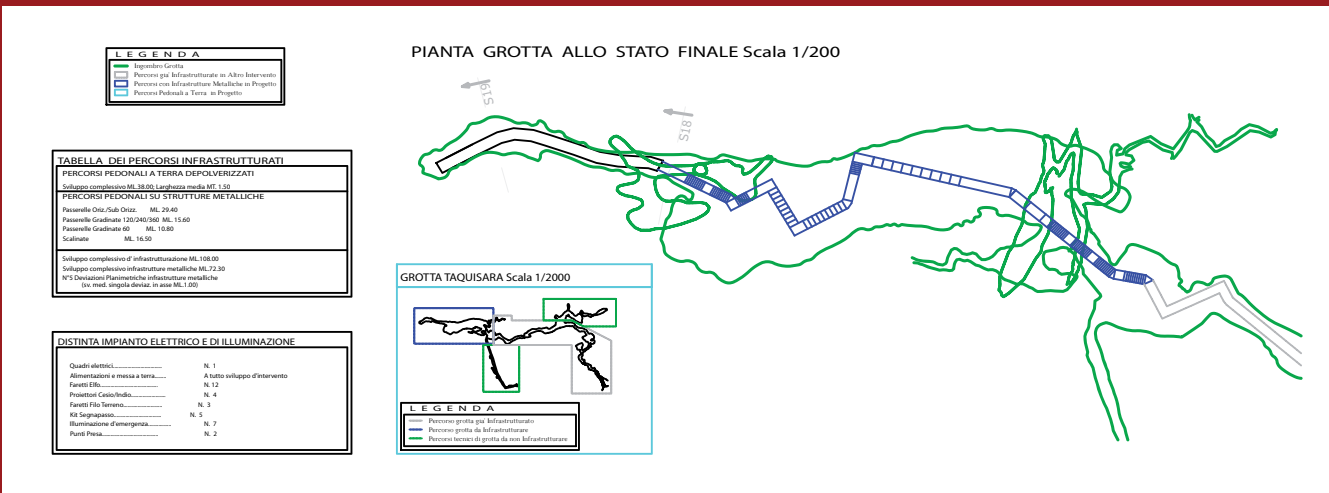 PIANTA GROTTA ALLO STATO FINALE Scala 1/200
LEGENDA
Ingombro Grotta
Percorsi gia' Infrastrutturate in Altro Intervento
Percorsi con Infrastrutture Metalliche in Progetto
Percorsi Pedonali a Terra in Progetto
S19
S18
TABELLA DEI PERCORSI INFRASTRUTTURATI
PERCORSI PEDONALI A TERRA DEPOLVERIZZATI
Sviluppo complessivo ML.38.00; Larghezza media MT. 1.50
PERCORSI PEDONALI SU STRUTTURE METALLICHE
Passerelle Oriz./Sub Orizz. ML. 29.40
Passerelle Gradinate 120/240/360 ML. 15.60
Passerelle Gradinate 60 ML. 10.80
Scalinate ML. 16.50
Sviluppo complessivo d' infrastrutturazione ML.108.00
Sviluppo complessivo infrastrutture metalliche ML.72.30
N°5 Deviazioni Planimetriche infrastrutture metalliche
(sv. med. singola deviaz. in asse ML.1.00)
GROTTA TAQUISARA Scala 1/2000
LEGENDA
Percorso grotta gia' Infrastrutturato
Percorso grotta da Infrastrutturare
Percorsi tecnici di grotta da non Infrastrutturare
DISTINTA IMPIANTO ELETTRICO E DI ILLUMINAZIONE
Quadri elettrici........................ N. 1
Alimentazioni e messa a terra...... A tutto sviluppo d'intervento
Faretti Elfo........................... N. 12
Proiettori Cesio/Indio................ N. 4
Faretti Filo Terreno.................. N. 3
Kit Segnapasso........................ N. 5
Illuminazione d'emergenza............ N. 7
Punti Presa........................... N. 2